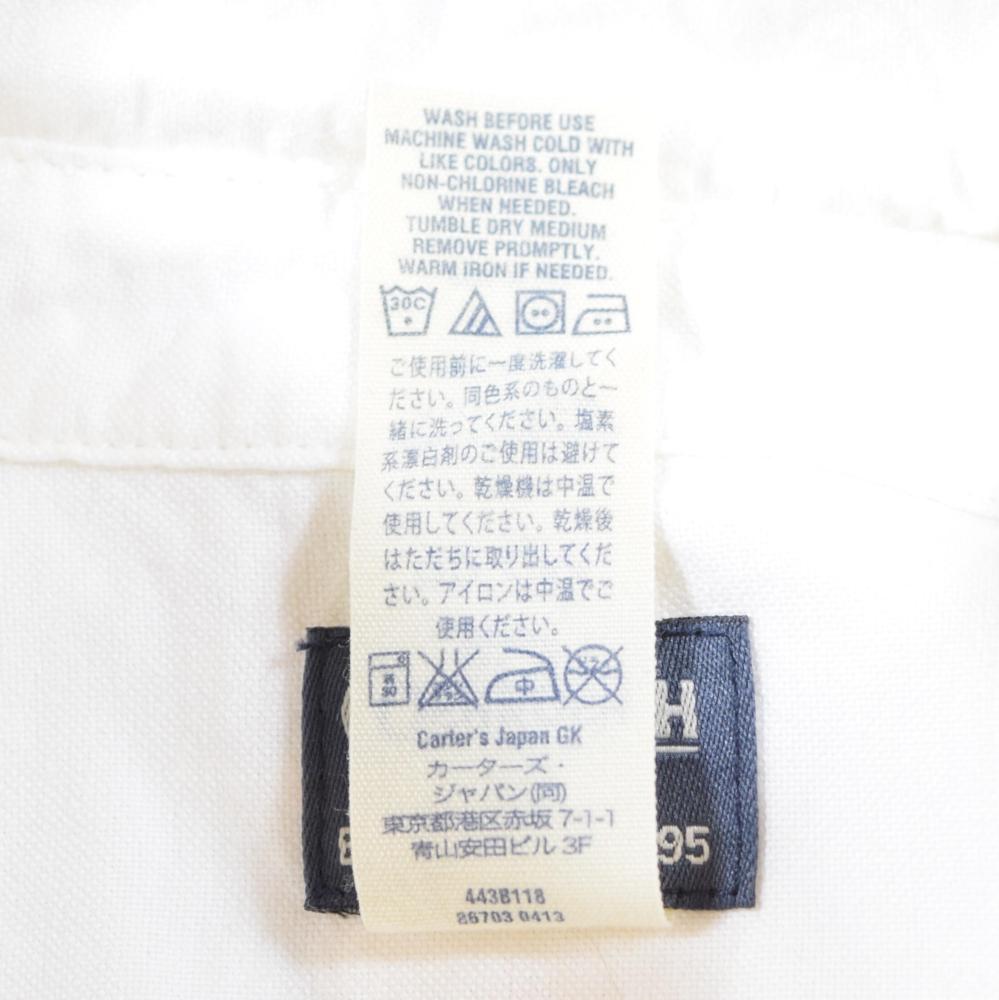 WASH BEFORE USE
MACHINE WASH COLD WITH
LIKE COLORS. ONLY
NON-CHLORINE BLEACH
WHEN NEEDED.
TUMBLE DRY MEDIUM
REMOVE PROMPTLY.
WARM IRON IF NEEDED.
30C
ご使用前に一度洗濯してく
ださい。同色系のものと一
緒に洗ってください。塩素
系漂白剤のご使用は避けて
ください。乾燥機は中温で
使用してください。乾燥後
はただちに取り出してくだ
さい。アイロンは中温でご
使用ください。
中
Carter's Japan GK
カーターズ・
ジャパン(同)
東京都港区赤坂 7-1-1
青山安田ビル 3F
H
95
443B118
86703 0413